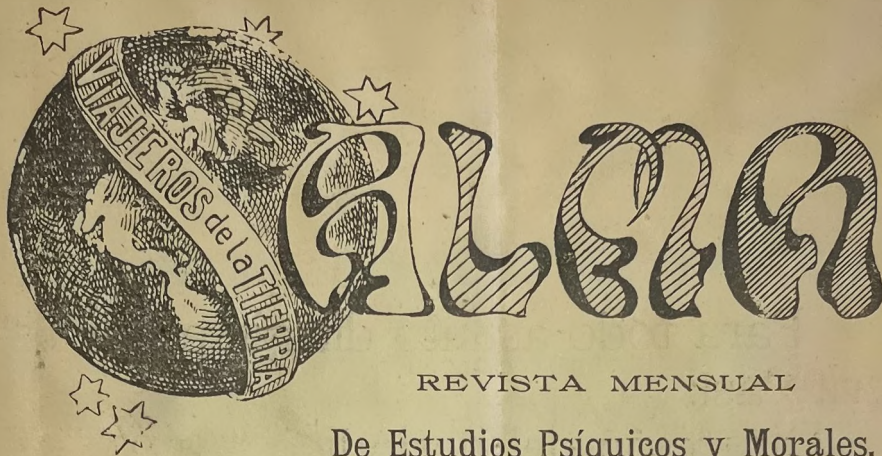 VIAJEROS de la TIERRA
ALMA
REVISTA MENSUAL
De Estudios Psíquicos y Morales.